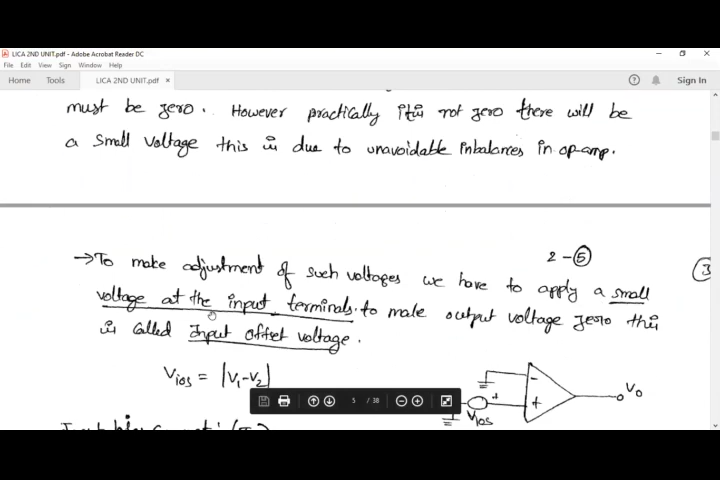 LICA 2ND UNIT.pdf - Adobe Acrobat Reader DC
File Edit View Sign Window Help
Home Tools LICA 2ND UNIT.pdf × Sign In
must be zero. However practically it is not zero there will be
a small voltage this is due to unavoidable inbalances in op-amp.
2-⑤
③
→To make adjustment of such voltages we have to apply a small
voltage at the input terminals. to make output voltage zero this
is called Input offset voltage.
Vios = |V1-V2|
- Vo
+ +
Vios
5 / 38